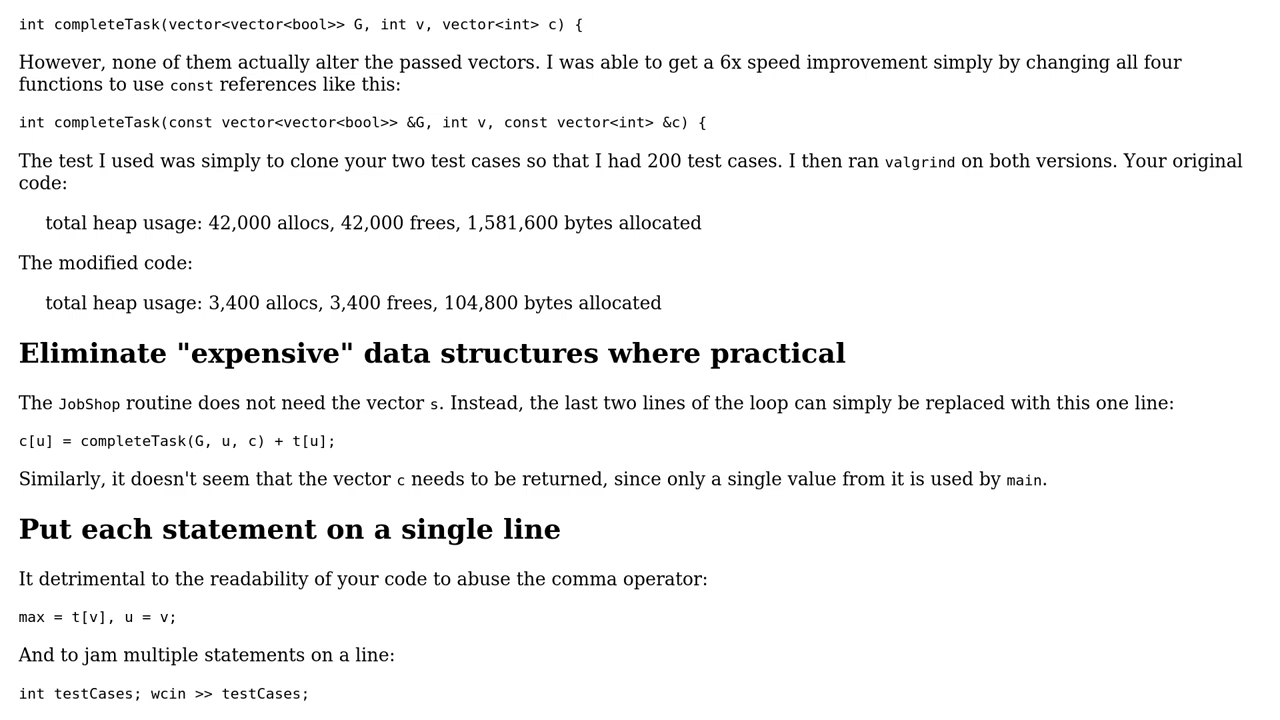 int completeTask(vector<vector<bool>> G, int v, vector<int> c) {
However, none of them actually alter the passed vectors. I was able to get a 6x speed improvement simply by changing all four
functions to use const references like this:
int completeTask(const vector<vector<bool>> &G, int v, const vector<int> &c) {
The test I used was simply to clone your two test cases so that I had 200 test cases. I then ran valgrind on both versions. Your original
code:
total heap usage: 42,000 allocs, 42,000 frees, 1,581,600 bytes allocated
The modified code:
total heap usage: 3,400 allocs, 3,400 frees, 104,800 bytes allocated
Eliminate "expensive" data structures where practical
The JobShop routine does not need the vector s. Instead, the last two lines of the loop can simply be replaced with this one line:
c[u] = completeTask(G, u, c) + t[u];
Similarly, it doesn't seem that the vector c needs to be returned, since only a single value from it is used by main.
Put each statement on a single line
It detrimental to the readability of your code to abuse the comma operator:
max = t[v], u = v;
And to jam multiple statements on a line:
int testCases; wcin >> testCases;